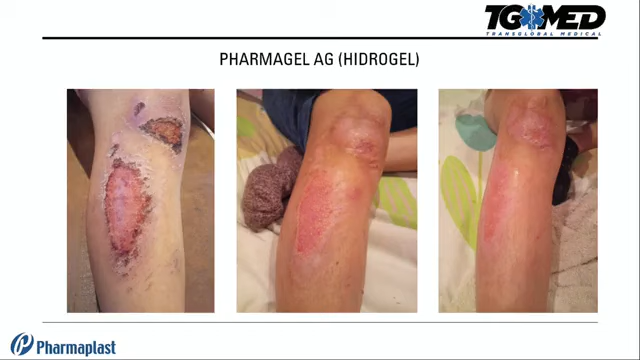 TGMED
TRANSGLOBAL MEDICAL
PHARMAGEL AG (HIDROGEL)
Pharmaplast